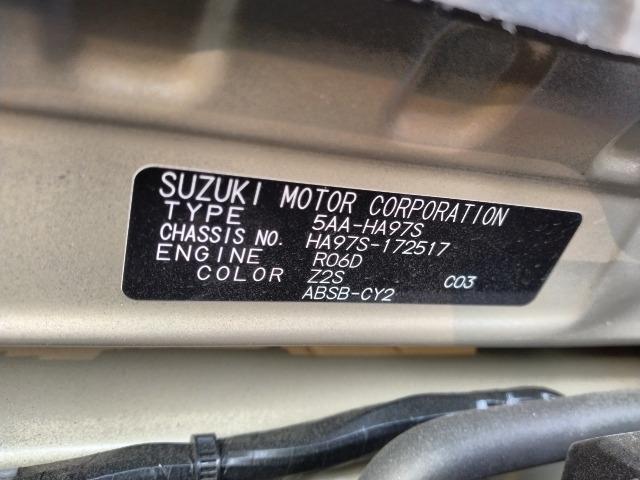 SUZUKI MOTOR CORPORATION
TYPE 5AA-HA97S
CHASSIS NO. HA97S-172517
ENGINE R06D
COLOR Z2S C03
ABSB-CY2